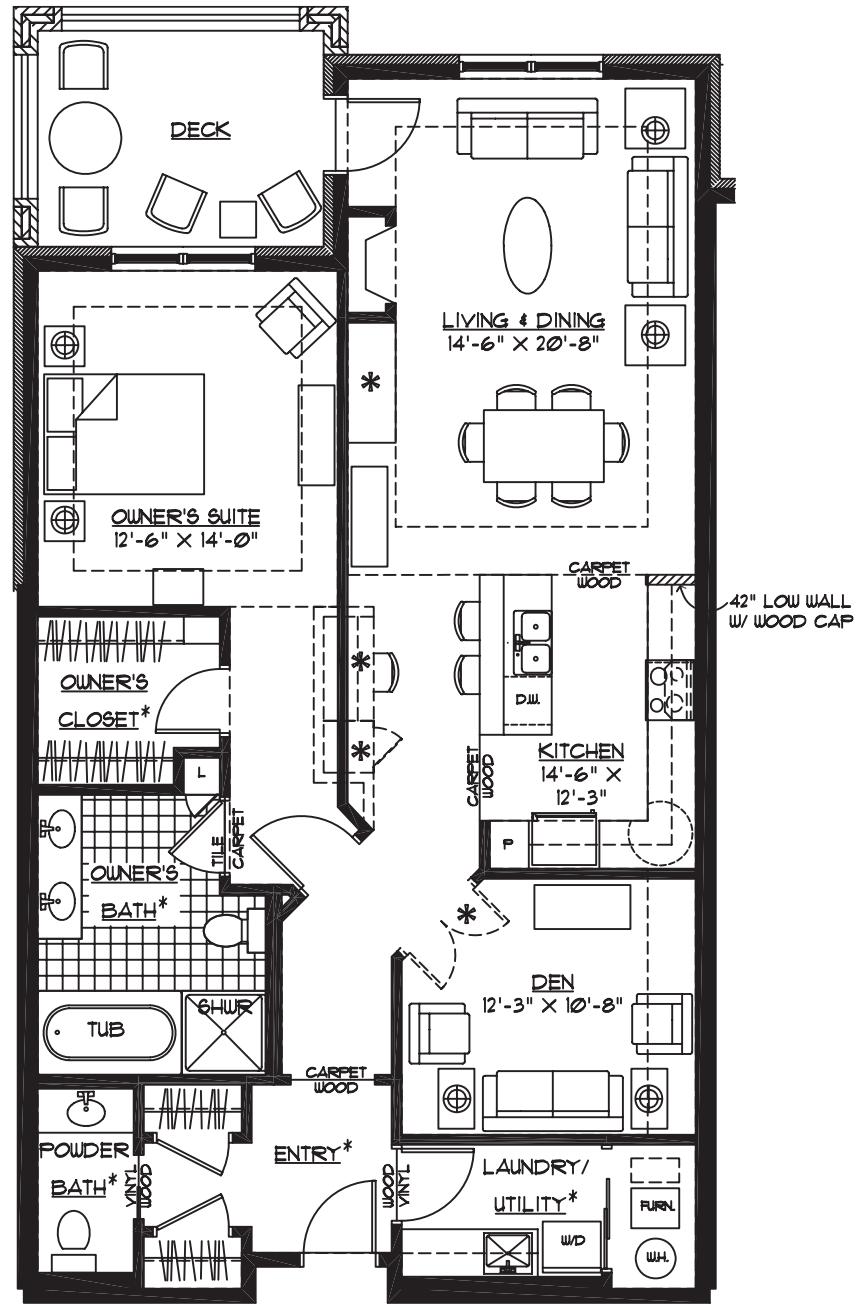 DECK
LIVING & DINING
14'-6" X 20'-8"
*
OWNER'S SUITE
12'-6" X 14'-0"
CARPET
WOOD
42" LOW WALL
W/ WOOD CAP
OWNER'S
CLOSET*
*
*
D.W.
KITCHEN
14'-6" X
12'-3"
CARPET
WOOD
L
TILE
CARPET
P
OWNER'S
BATH*
*
DEN
12'-3" X 10'-8"
SHWR
TUB
CARPET
WOOD
POWDER
BATH*
VINYL
WOOD
ENTRY*
WOOD
VINYL
LAUNDRY/
UTILITY*
FURN.
W/D
W.H.